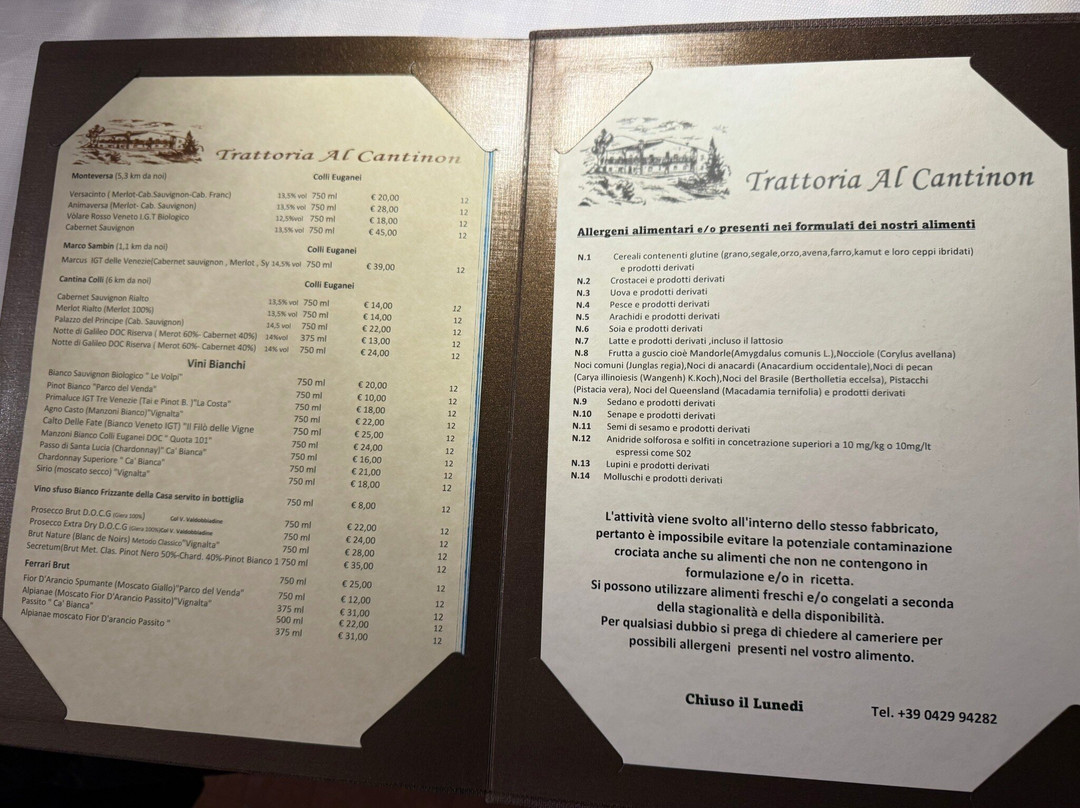 Trattoria Al Cantinon
Monteversa (5,3 km da noi) Colli Euganei
Versacinto ( Merlot-Cab.Sauvignon-Cab. Franc) 13,5% vol 750 ml € 20,00 12
Animaversa (Merlot- Cab. Sauvignon) 13,5% vol 750 ml € 28,00 12
Vòlare Rosso Veneto I.G.T Biologico 12,5%vol 750 ml € 18,00 12
Cabernet Sauvignon 13,5% vol 750 ml € 45,00 12
Marco Sambin (1,1 km da noi) Colli Euganei
Marcus IGT delle Venezie(Cabernet sauvignon , Merlot , Sy 14,5% vol 750 ml € 39,00 12
Cantina Colli (6 km da noi) Colli Euganei
Cabernet Sauvignon Rialto 13,5% vol 750 ml € 14,00 12
Merlot Rialto (Merlot 100%) 13,5% vol 750 ml € 14,00 12
Palazzo del Principe (Cab. Sauvignon) 14,5 vol 750 ml € 22,00 12
Notte di Galileo DOC Riserva ( Merot 60%- Cabernet 40%) 14%vol 375 ml € 13,00 12
Notte di Galileo DOC Riserva ( Merot 60%- Cabernet 40%) 14% vol 750 ml € 24,00 12
Vini Bianchi
Bianco Sauvignon Biologico " Le Volpi" 750 ml € 20,00 12
Pinot Bianco "Parco del Venda" 750 ml € 10,00 12
Primaluce IGT Tre Venezie (Tai e Pinot B. )"La Costa" 750 ml € 18,00 12
Agno Casto (Manzoni Bianco)"Vignalta" 750 ml € 22,00 12
Calto Delle Fate (Bianco Veneto IGT) "Il Filò delle Vigne 750 ml € 25,00 12
Manzoni Bianco Colli Euganei DOC " Quota 101" 750 ml € 24,00 12
Passo di Santa Lucia (Chardonnay)" Ca' Bianca" 750 ml € 16,00 12
Chardonnay Superiore " Ca' Bianca" 750 ml € 21,00 12
Sirio (moscato secco) "Vignalta" 750 ml € 18,00 12
Vino sfuso Bianco Frizzante della Casa servito in bottiglia 750 ml € 8,00 12
Prosecco Brut D.O.C.G (Glera 100%) Col V. Valdobbiadine 750 ml € 22,00 12
Prosecco Extra Dry D.O.C.G (Glera 100%)Col V. Valdobbiadine 750 ml € 24,00 12
Brut Nature (Blanc de Noirs) Metodo Classico"Vignalta" 750 ml € 28,00 12
Secretum(Brut Met. Clas. Pinot Nero 50%-Chard. 40%-Pinot Bianco 1 750 ml € 35,00 12
Ferrari Brut 750 ml € 25,00 12
Fior D'Arancio Spumante (Moscato Giallo)"Parco del Venda" 750 ml € 12,00 12
Alpianae (Moscato Fior D'arancio Passito)"Vignalta" 375 ml € 31,00 12
Passito " Ca' Bianca" 500 ml € 22,00 12
Alpianae moscato Fior D'arancio Passito " 375 ml € 31,00 12
Trattoria Al Cantinon
Allergeni alimentari e/o presenti nei formulati dei nostri alimenti
N.1 Cereali contenenti glutine (grano,segale,orzo,avena,farro,kamut e loro ceppi ibridati)
e prodotti derivati
N.2 Crostacei e prodotti derivati
N.3 Uova e prodotti derivati
N.4 Pesce e prodotti derivati
N.5 Arachidi e prodotti derivati
N.6 Soia e prodotti derivati
N.7 Latte e prodotti derivati ,incluso il lattosio
N.8 Frutta a guscio cioè Mandorle(Amygdalus comunis L.),Nocciole (Corylus avellana)
Noci comuni (Junglas regia),Noci di anacardi (Anacardium occidentale),Noci di pecan
(Carya illinoiesis (Wangenh) K.Koch),Noci del Brasile (Bertholletia eccelsa), Pistacchi
(Pistacia vera), Noci del Queensland (Macadamia ternifolia) e prodotti derivati
N.9 Sedano e prodotti derivati
N.10 Senape e prodotti derivati
N.11 Semi di sesamo e prodotti derivati
N.12 Anidride solforosa e solfiti in concetrazione superiori a 10 mg/kg o 10mg/lt
espressi come S02
N.13 Lupini e prodotti derivati
N.14 Molluschi e prodotti derivati
L'attività viene svolto all'interno dello stesso fabbricato,
pertanto è impossibile evitare la potenziale contaminazione
crociata anche su alimenti che non ne contengono in
formulazione e/o in ricetta.
Si possono utilizzare alimenti freschi e/o congelati a seconda
della stagionalità e della disponibilità.
Per qualsiasi dubbio si prega di chiedere al cameriere per
possibili allergeni presenti nel vostro alimento.
Chiuso il Lunedi
Tel. +39 0429 94282